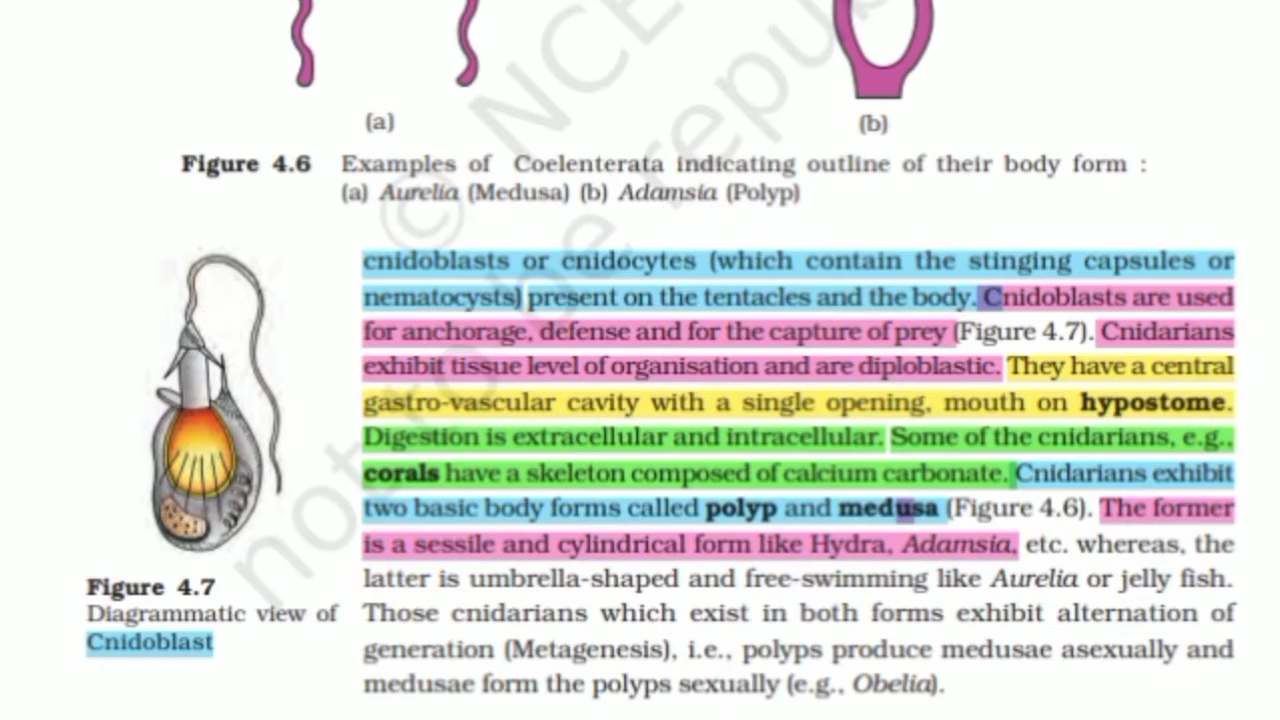 (a)
(b)
Figure 4.6 Examples of Coelenterata indicating outline of their body form :
(a) Aurelia (Medusa) (b) Adamsia (Polyp)
cnidoblasts or cnidocytes (which contain the stinging capsules or
nematocysts) present on the tentacles and the body. Cnidoblasts are used
for anchorage, defense and for the capture of prey (Figure 4.7). Cnidarians
exhibit tissue level of organisation and are diploblastic. They have a central
gastro-vascular cavity with a single opening, mouth on hypostome.
Digestion is extracellular and intracellular. Some of the cnidarians, e.g.,
corals have a skeleton composed of calcium carbonate. Cnidarians exhibit
two basic body forms called polyp and medusa (Figure 4.6). The former
is a sessile and cylindrical form like Hydra, Adamsia, etc. whereas, the
latter is umbrella-shaped and free-swimming like Aurelia or jelly fish.
Those cnidarians which exist in both forms exhibit alternation of
generation (Metagenesis), i.e., polyps produce medusae asexually and
medusae form the polyps sexually (e.g., Obelia).
Figure 4.7
Diagrammatic view of
Cnidoblast
© NCE
not to be repub